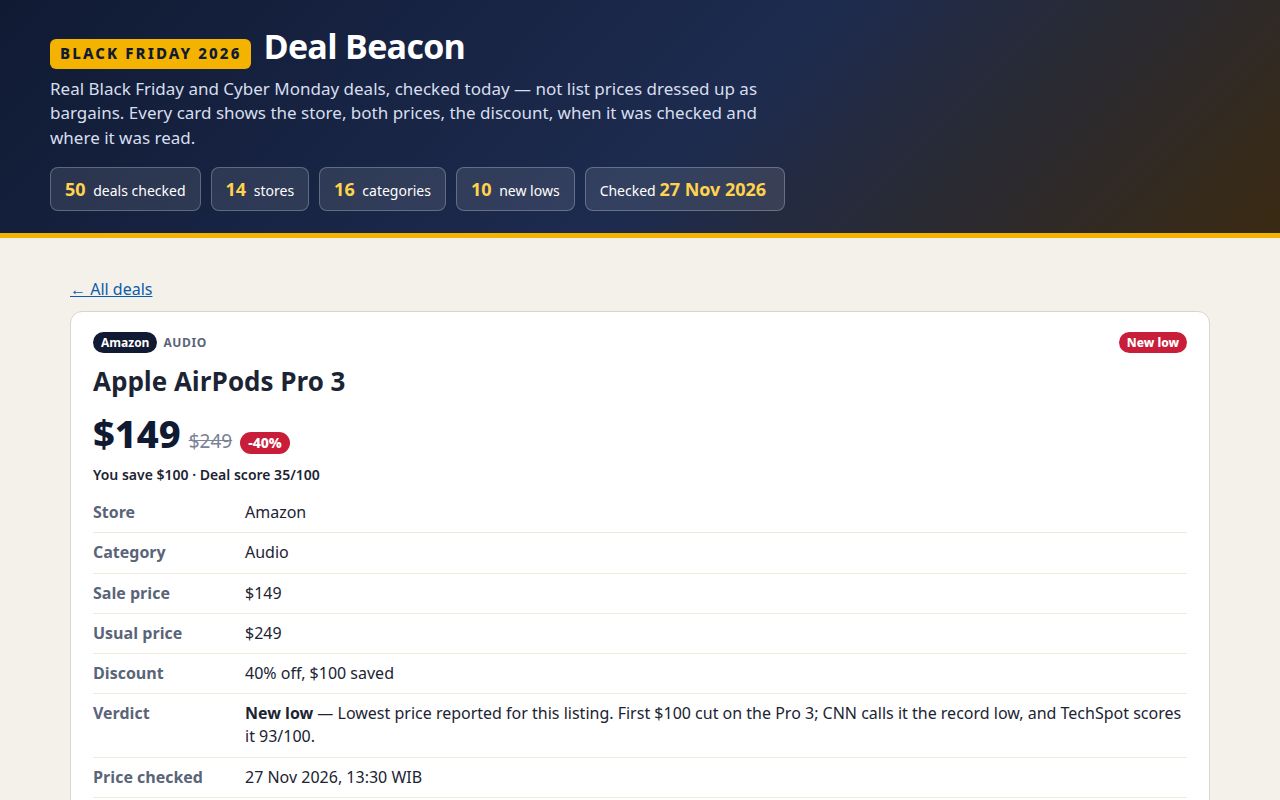 BLACK FRIDAY 2026 Deal Beacon
Real Black Friday and Cyber Monday deals, checked today — not list prices dressed up as
bargains. Every card shows the store, both prices, the discount, when it was checked and
where it was read.
50 deals checked 14 stores 16 categories 10 new lows Checked 27 Nov 2026
← All deals
Amazon AUDIO New low
Apple AirPods Pro 3
$149 $249 -40%
You save $100 · Deal score 35/100
Store Amazon
Category Audio
Sale price $149
Usual price $249
Discount 40% off, $100 saved
Verdict New low — Lowest price reported for this listing. First $100 cut on the Pro 3; CNN calls it the record low, and TechSpot scores
it 93/100.
Price checked 27 Nov 2026, 13:30 WIB